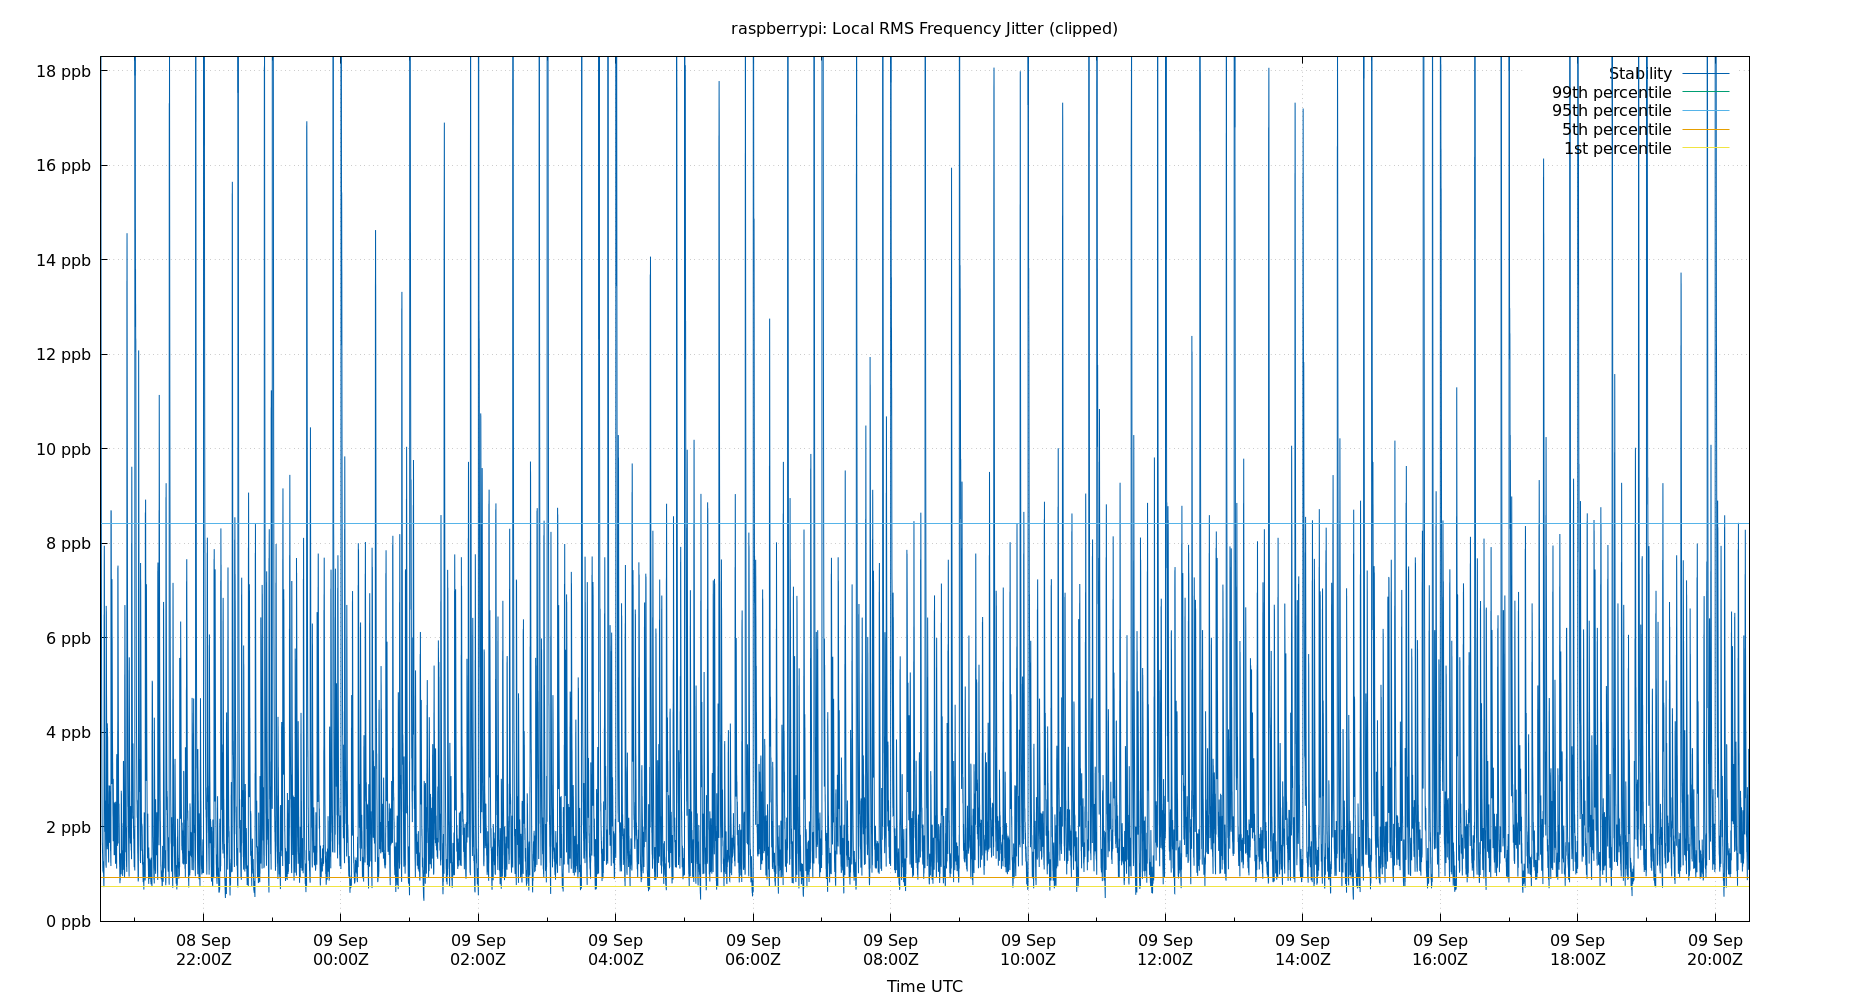 raspberrypi: Local RMS Frequency Jitter (clipped)
18 ppb
16 ppb
14 ppb
12 ppb
10 ppb
8 ppb
6 ppb
4 ppb
2 ppb
0 ppb
Stability
99th percentile
95th percentile
5th percentile
1st percentile
08 Sep
22:00Z
09 Sep
00:00Z
09 Sep
02:00Z
09 Sep
04:00Z
09 Sep
06:00Z
09 Sep
08:00Z
09 Sep
10:00Z
09 Sep
12:00Z
09 Sep
14:00Z
09 Sep
16:00Z
09 Sep
18:00Z
09 Sep
20:00Z
Time UTC